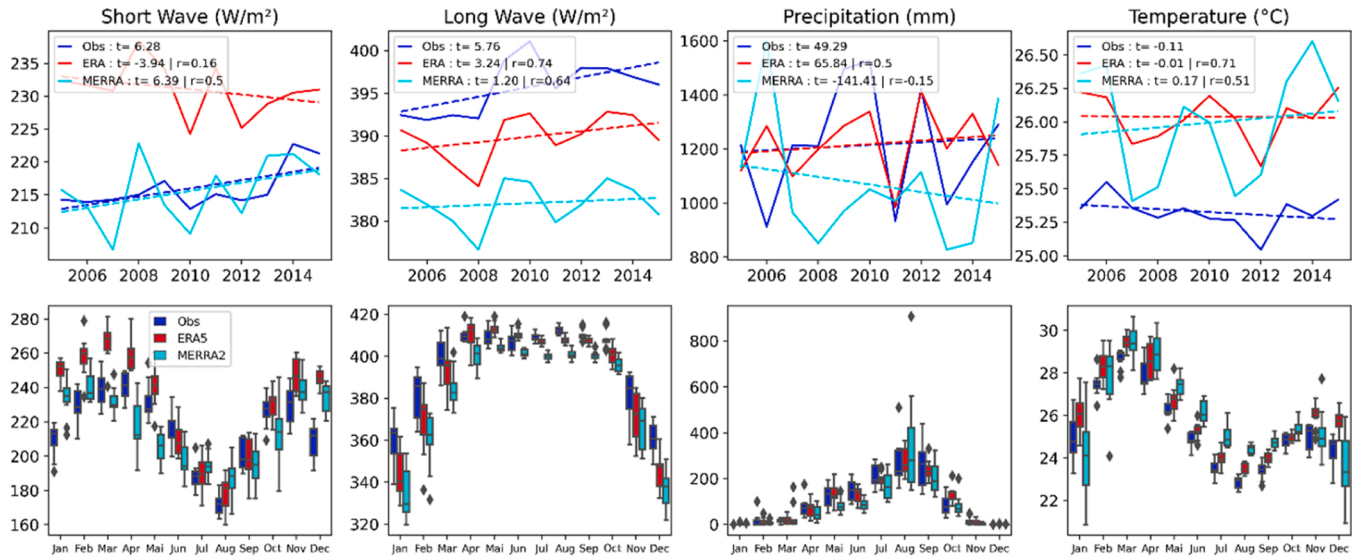 Short Wave (W/m²)
Long Wave (W/m²)
Precipitation (mm)
Temperature (°C)
235
230
225
220
215
210
Obs : t= 6.28
ERA : t= -3.94 | r=0.16
MERRA : t= 6.39 | r=0.5
2006 2008 2010 2012 2014
400
395
390
385
380
Obs : t= 5.76
ERA : t= 3.24 | r=0.74
MERRA : t= 1.20 | r=0.64
2006 2008 2010 2012 2014
1600
1400
1200
1000
800
Obs : t= 49.29
ERA : t= 65.84 | r=0.5
MERRA : t= -141.41 | r=-0.15
2006 2008 2010 2012 2014
26.50
26.25
26.00
25.75
25.50
25.25
25.00
Obs : t= -0.11
ERA : t= -0.01 | r=0.71
MERRA : t= 0.17 | r=0.51
2006 2008 2010 2012 2014
280
260
240
220
200
180
160
Obs
ERA5
MERRA2
Jan Feb Mar Apr Mai Jun Jul Aug Sep Oct Nov Dec
420
400
380
360
340
320
Jan Feb Mar Apr Mai Jun Jul Aug Sep Oct Nov Dec
800
600
400
200
0
Jan Feb Mar Apr Mai Jun Jul Aug Sep Oct Nov Dec
30
28
26
24
22
Jan Feb Mar Apr Mai Jun Jul Aug Sep Oct Nov Dec